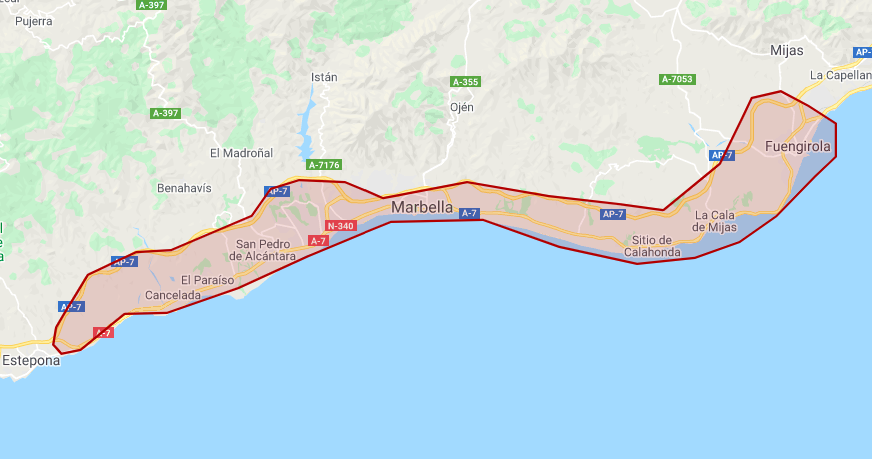 A-397
Pujerra
Mijas
AP-
La Capellan
Istán
A-355
A-7053
Ojén
A-397
El Madroñal
A-7176
AP-7
Benahavís
AP-7
Fuengirola
Marbella
A-7
AP-7
N-340
A-7
La Cala
de Mijas
San Pedro
de Alcántara
Sitio de
Calahonda
AP-7
El Paraíso
Cancelada
AP-7
A-7
Estepona